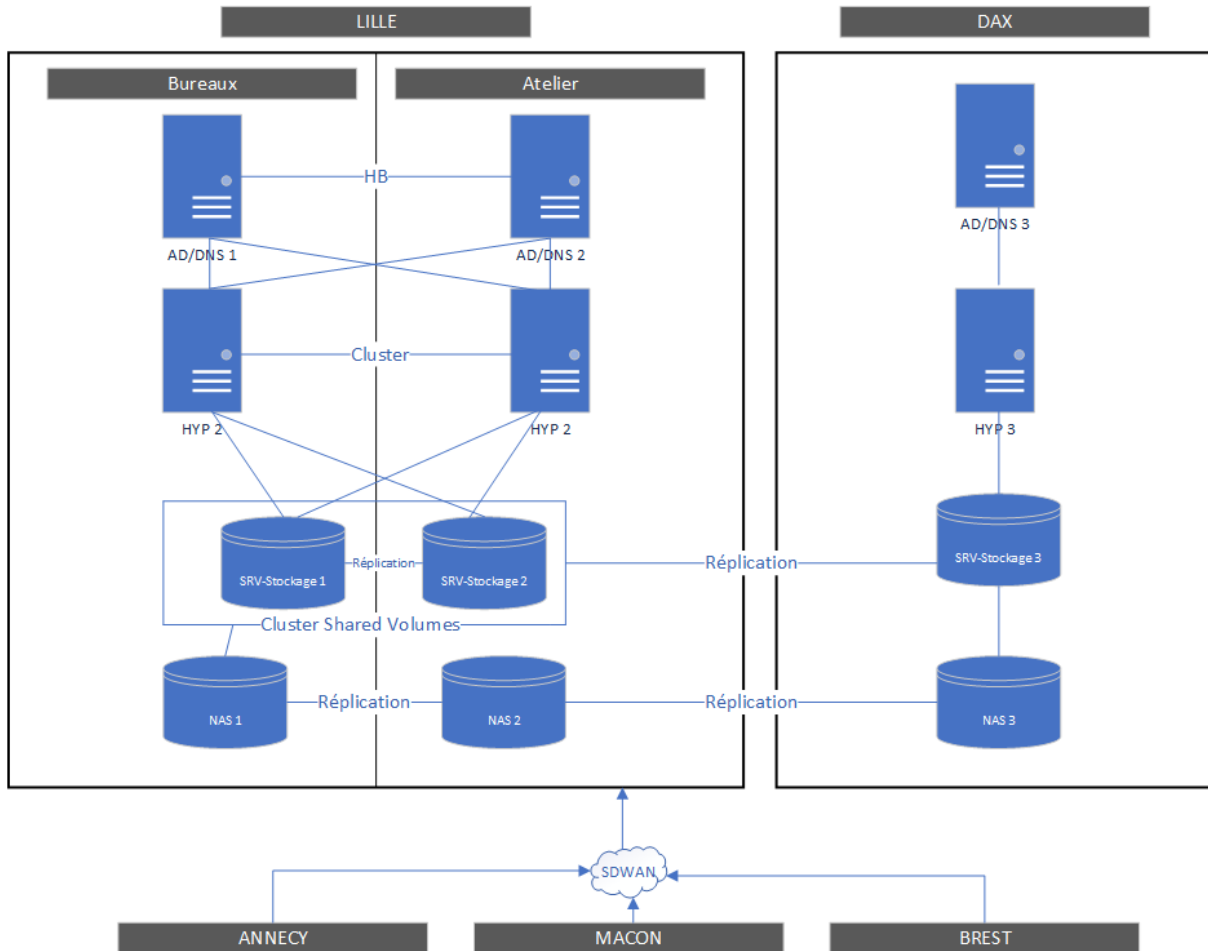 LILLE
DAX
Bureaux
Atelier
HB
AD/DNS 1
AD/DNS 2
AD/DNS 3
Cluster
HYP 2
HYP 2
HYP 3
SRV-Stockage 1
Réplication
SRV-Stockage 2
Réplication
SRV-Stockage 3
Cluster Shared Volumes
NAS 1
Réplication
NAS 2
Réplication
NAS 3
SDWAN
ANNECY
MACON
BREST